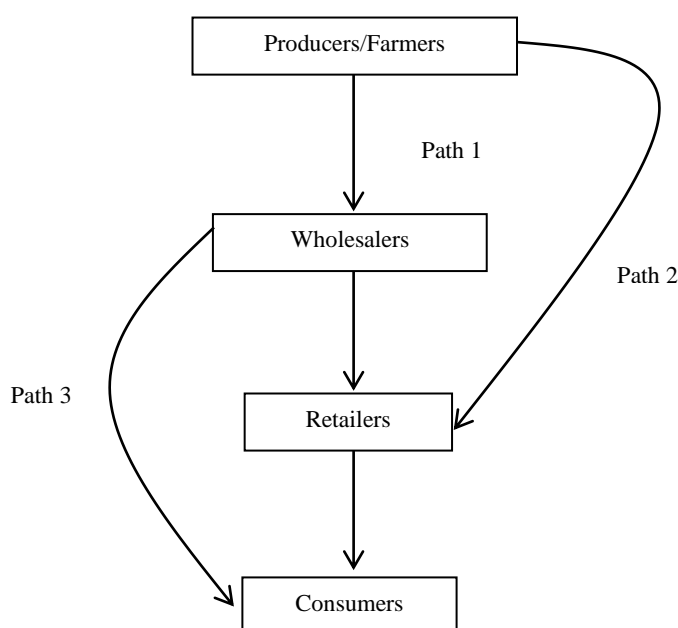 Producers/Farmers
Path 1
Wholesalers
Path 2
Path 3
Retailers
Consumers